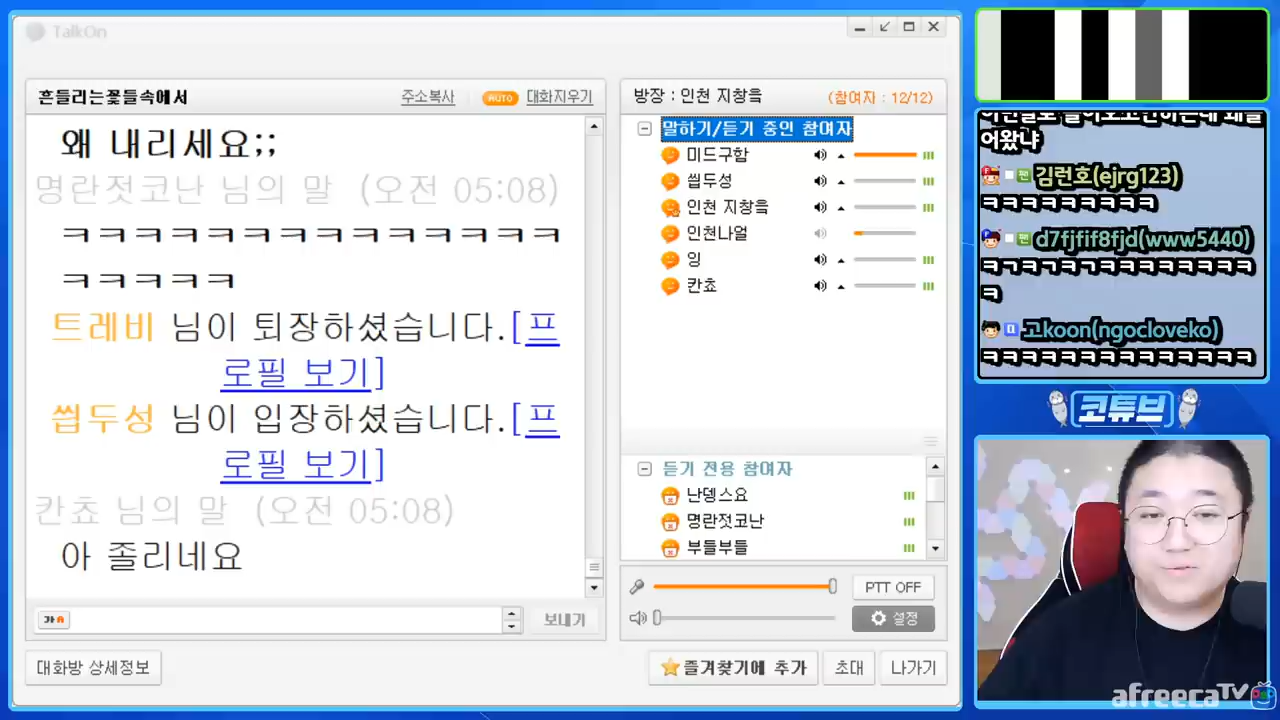 TalkOn
흔들리는꽃들속에서
주소복사
AUTO 대화지우기
왜 내리세요;;
명란젓코난 님의 말 (오전 05:08)
ㅋㅋㅋㅋㅋㅋㅋㅋㅋㅋㅋㅋㅋㅋ
ㅋㅋㅋㅋㅋ
트레비 님이 퇴장하셨습니다.[프
로필 보기]
씹두성 님이 입장하셨습니다.[프
로필 보기]
칸쵸 님의 말 (오전 05:08)
아 졸리네요
가
보내기
대화방 상세정보
방장 : 인천 지창욱
(참여자 : 12/12)
말하기/듣기 중인 참여자
미드구함
씹두성
인천 지창욱
인천나얼
잉
칸쵸
듣기 전용 참여자
난뎅스요
명란젓코난
부들부들
PTT OFF
설정
즐겨찾기에 추가
초대
나가기
어왔냐
김런호(ejrg123)
ㅋㅋㅋㅋㅋㅋㅋㅋㅋ
d7fjfif8fjd(www5440)
ㅋㄱㅋㄱㅋㄱㅋㅋㅋㅋㅋㅋㅋㅋ
ㅋ
고koon(ngocloveko)
ㅋㅋㅋㅋㅋㅋㅋㅋㅋㅋㅋㅋㅋㅋ
코튜브
afreecaTV